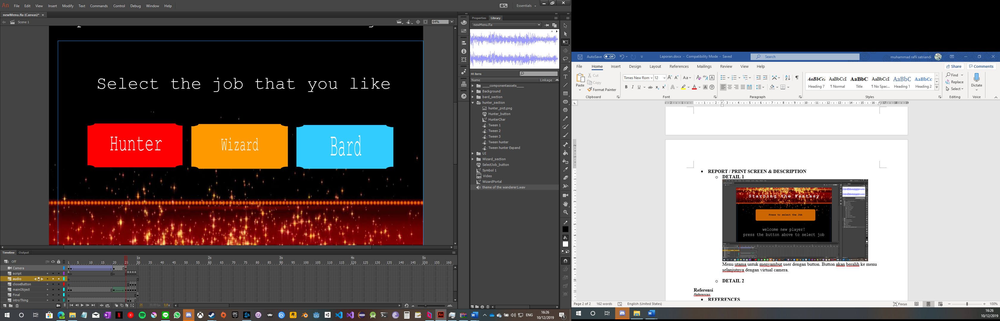 An File Edit View Insert Modify Text Commands Control Debug Window Help
Essentials
newMenu.fla (Canvas)* ×
Scene 1
64%
Select the job that you like
Hunter
Wizard
Bard
Properties Library
newMenu.fla
44 items
Name Linkage
____componentassets____
Background
bard_section
hunter_section
hunter_pict.png
Hunter_button
HunterChar
Tween 1
Tween 2
Tween 3
Tween hunter
Tween hunter Expand
UI
Wizard_section
SelectJob_button
Symbol 1
Video
WizardPortal
theme of the wanderer1.wav
Timeline Output
Off
1s 2s 3s 4s 5s
1 5 10 15 20 25 30 35 40 45 50 55 60 65 70 75 80 85 90 95 100 105 110 115 120 125 130 135 140 145 150 155 160
Camera
script
audio
closeButton
mainObject
Final
introThing
25 30.00 fps 0.8 s
ENG
16:26
10/12/2019
AutoSave Off
Laporan.docx - Compatibility Mode - Saved
Search
muhammad rafli satriandi
File Home Insert Design Layout References Mailings Review View Help
Share Comments
Paste
Cut
Copy
Format Painter
Clipboard
Times New Rom 12
Font
Paragraph
AaBbCcI AaBbCcI AaBbC AaBbCcI AaBbC AaBbCc
Heading 7 ¶ Normal Title ¶ No Spac... Heading 1 Heading 2
Styles
Find
Replace
Select
Editing
Dictate
Voice
• REPORT / PRINT SCREEN & DESCRIPTION
o DETAIL 1
Starting the Fantasy
Press to select the Job
welcome new player!
press the button above to select job
Menu utama untuk menyambut user dengan button. Button akan beralih ke menu
selanjutnya dengan virtual camera.
o DETAIL 2
Referensi
References
• REFERENCES
Page 2 of 2 162 words English (United States)
Focus
100%
16:26
10/12/2019